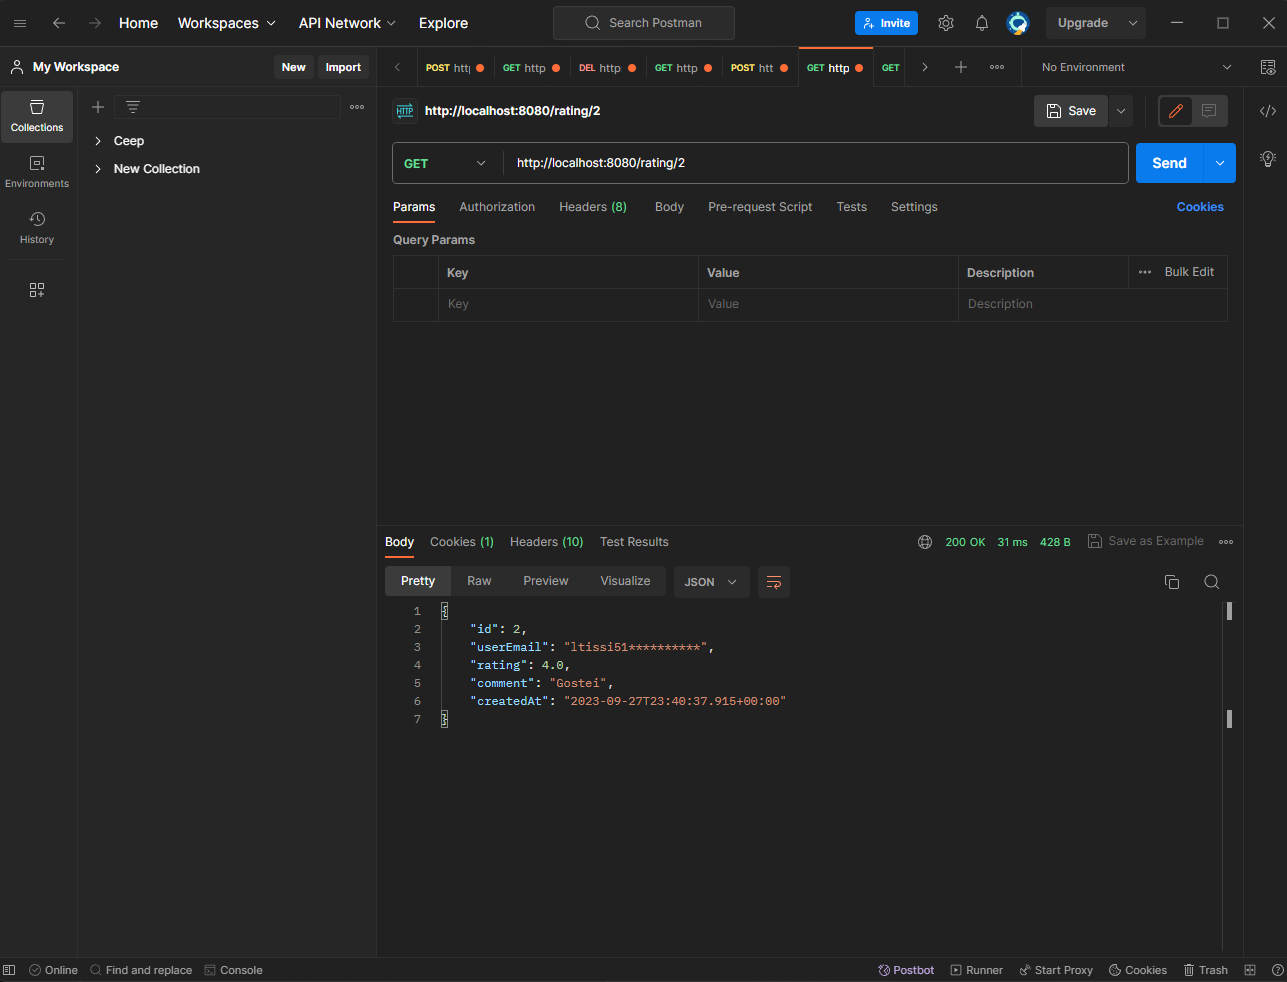 Home Workspaces API Network Explore Search Postman Invite Upgrade
My Workspace New Import POST http GET http DEL http GET http POST htt GET http GET No Environment
Collections
Environments
History
Ceep
New Collection
HTTP http://localhost:8080/rating/2 Save
GET http://localhost:8080/rating/2 Send
Params Authorization Headers (8) Body Pre-request Script Tests Settings Cookies
Query Params
Key Value Description Bulk Edit
Key Value Description
Body Cookies (1) Headers (10) Test Results 200 OK 31 ms 428 B Save as Example
Pretty Raw Preview Visualize JSON
1 {
2 "id": 2,
3 "userEmail": "ltissi51**********",
4 "rating": 4.0,
5 "comment": "Gostei",
6 "createdAt": "2023-09-27T23:40:37.915+00:00"
7 }
Online Find and replace Console Postbot Runner Start Proxy Cookies Trash